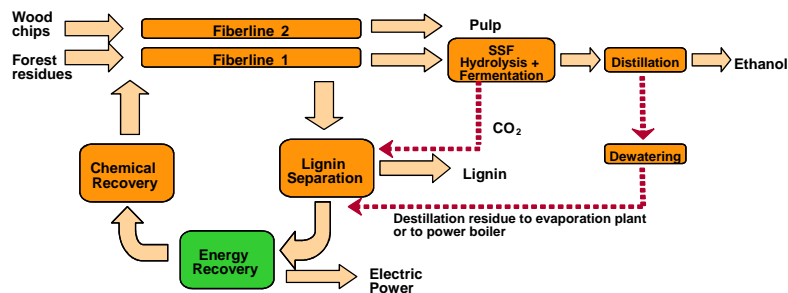 Wood
chips
Fiberline 2
Pulp
Forest
residues
Fiberline 1
SSF
Hydrolysis +
Fermentation
Distillation
Ethanol
CO2
Chemical
Recovery
Lignin
Separation
Lignin
Dewatering
Destillation residue to evaporation plant
or to power boiler
Energy
Recovery
Electric
Power